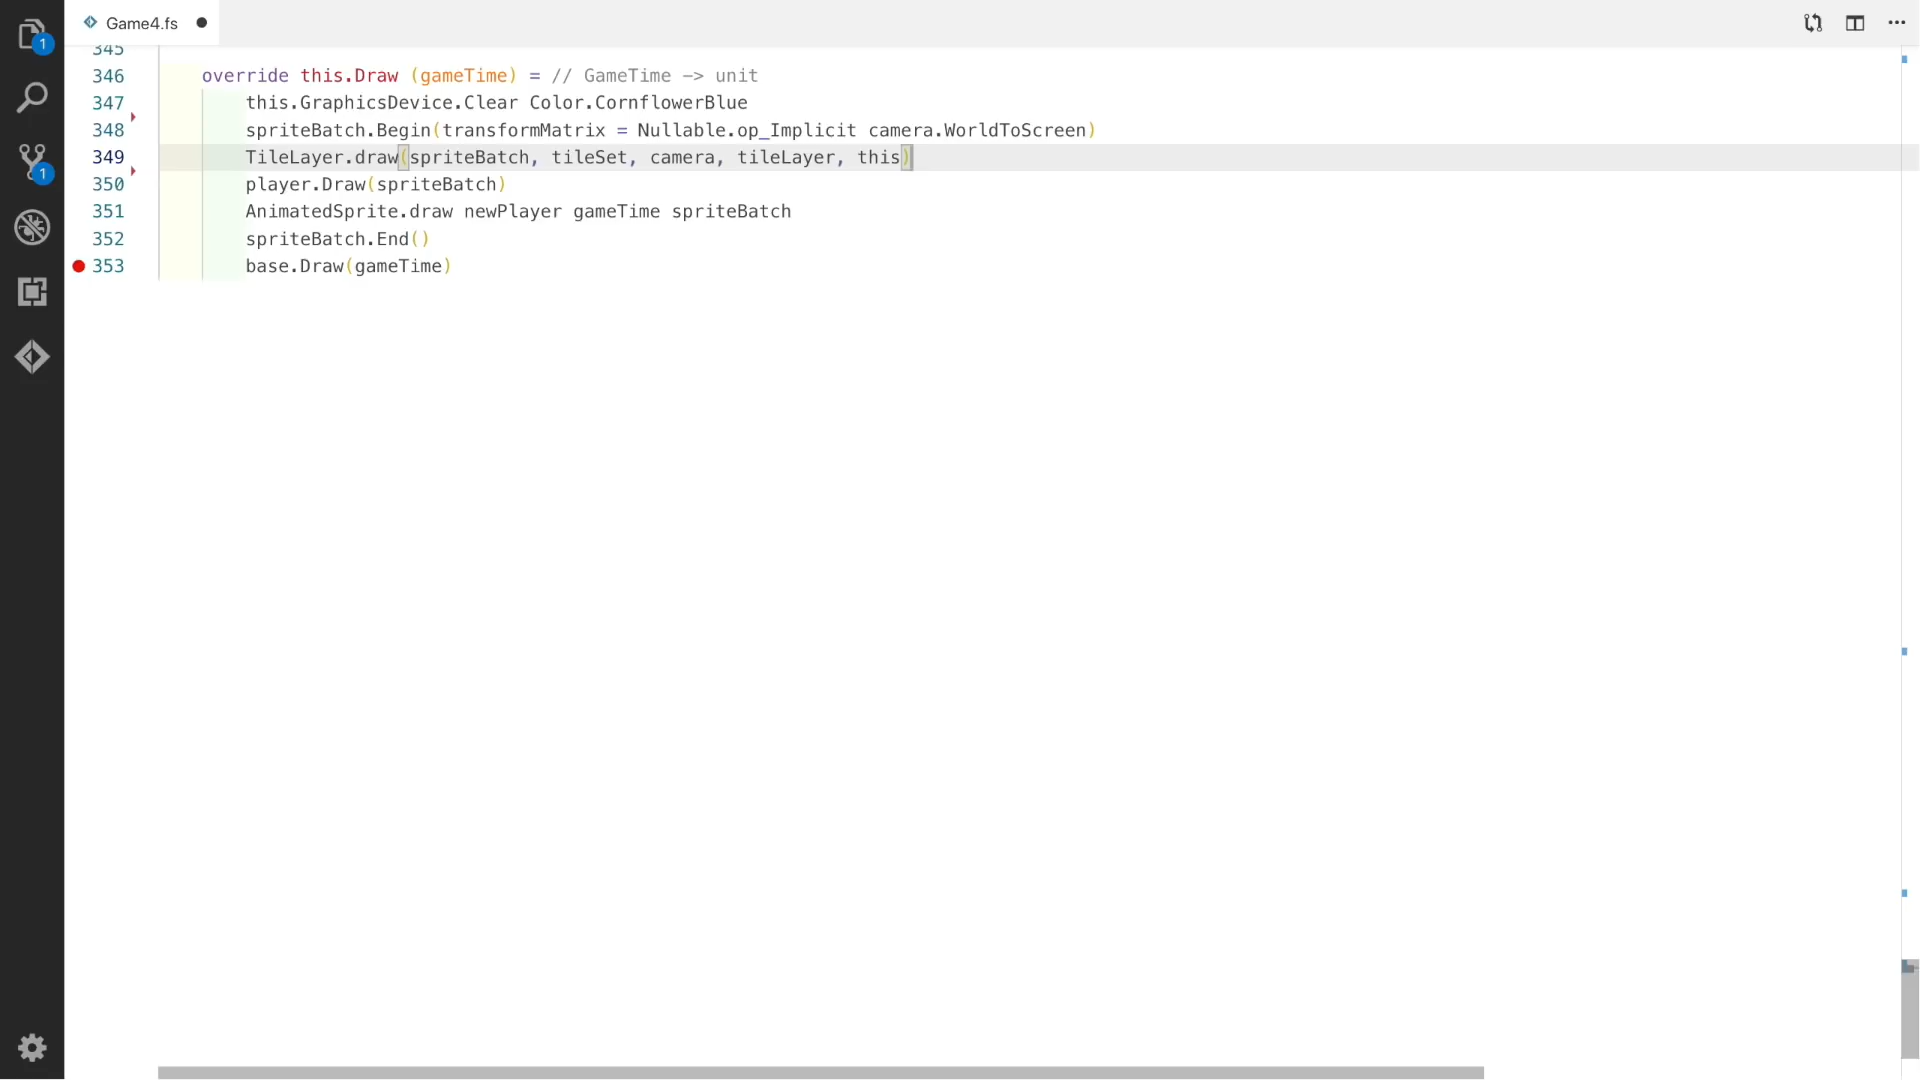 Game4.fs
1
345
346 override this.Draw (gameTime) = // GameTime -> unit
347 this.GraphicsDevice.Clear Color.CornflowerBlue
348 spriteBatch.Begin(transformMatrix = Nullable.op_Implicit camera.WorldToScreen)
349 TileLayer.draw(spriteBatch, tileSet, camera, tileLayer, this)
1
350 player.Draw(spriteBatch)
351 AnimatedSprite.draw newPlayer gameTime spriteBatch
352 spriteBatch.End()
353 base.Draw(gameTime)